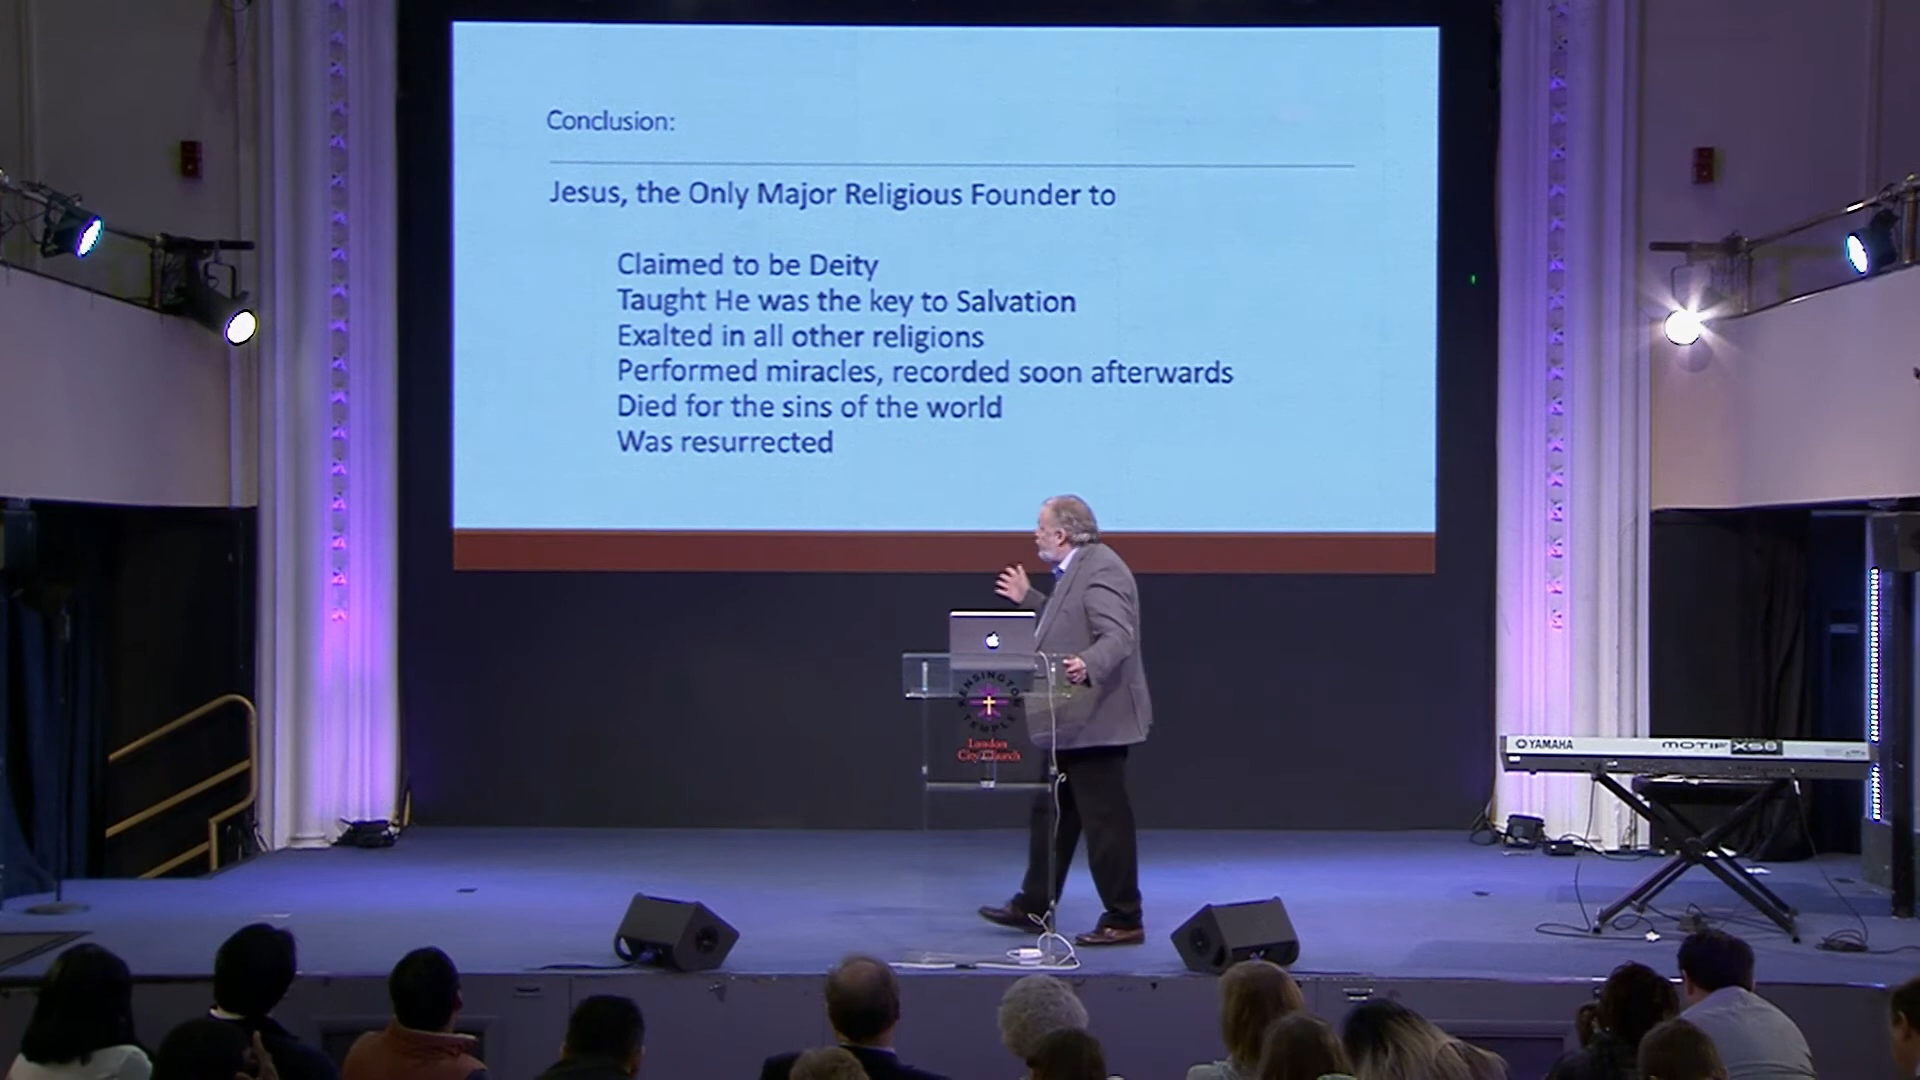 Conclusion:
Jesus, the Only Major Religious Founder to
Claimed to be Deity
Taught He was the key to Salvation
Exalted in all other religions
Performed miracles, recorded soon afterwards
Died for the sins of the world
Was resurrected
KENSINGTON
TEMPLE
London
City Church
YAMAHA
MOTIF XS8